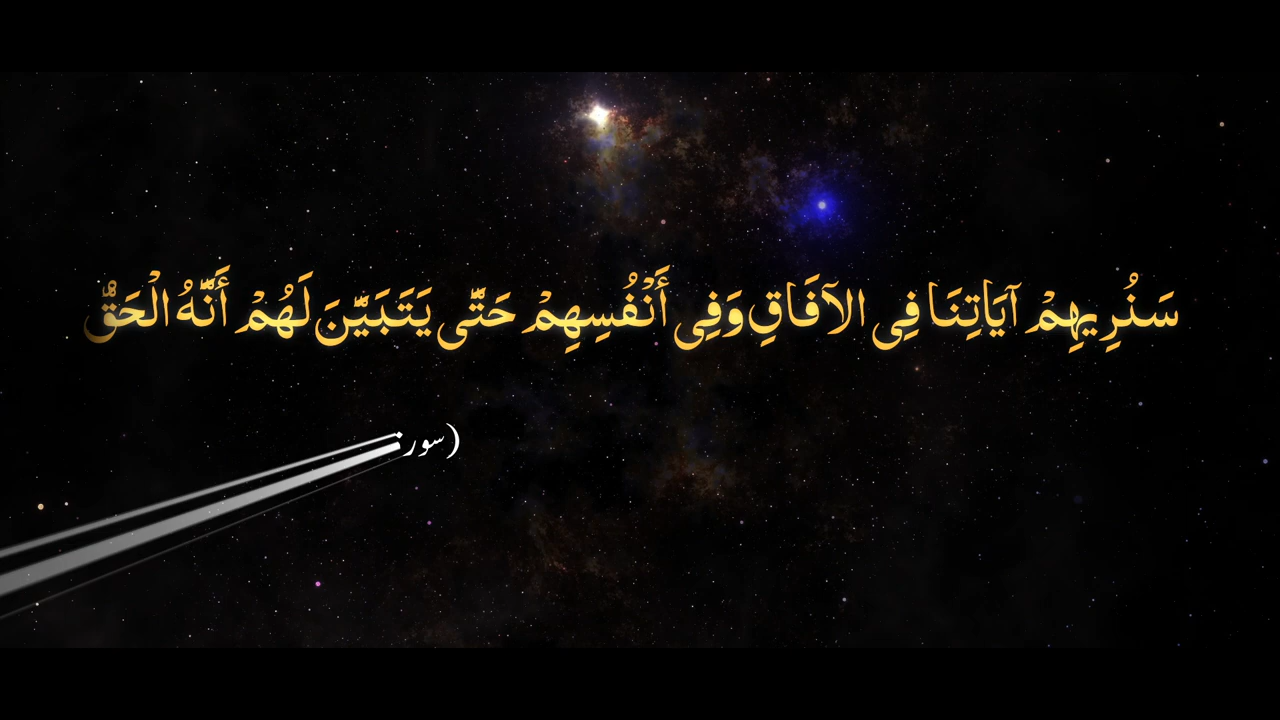 سَنُرِيهِمْ آيَاتِنَا فِى الآفَاقِ وَفِى أَنْفُسِهِمْ حَتَّى يَتَبَيَّنَ لَهُمْ أَنَّهُ الْحَقُّ
(سور